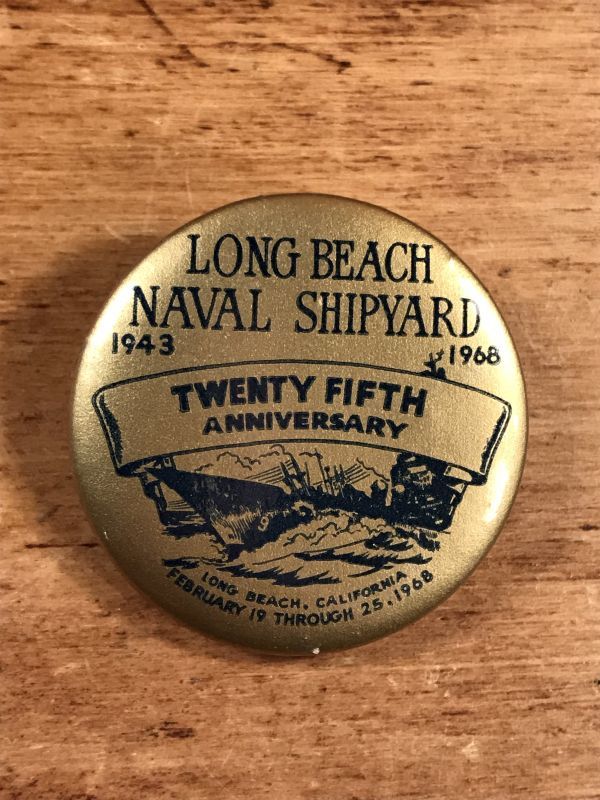 LONG BEACH
NAVAL SHIPYARD
1943 1968
TWENTY FIFTH
ANNIVERSARY
LONG BEACH, CALIFORNIA
FEBRUARY 19 THROUGH 25, 1968